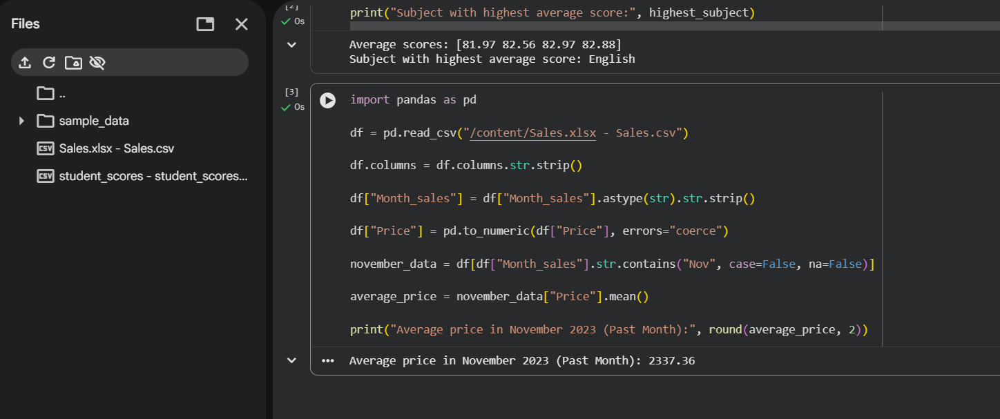 Files
..
sample_data
CSV Sales.xlsx - Sales.csv
CSV student_scores - student_scores...
[2]
0s
print("Subject with highest average score:", highest_subject)
Average scores: [81.97 82.56 82.97 82.88]
Subject with highest average score: English
[3]
0s
import pandas as pd
df = pd.read_csv("/content/Sales.xlsx - Sales.csv")
df.columns = df.columns.str.strip()
df["Month_sales"] = df["Month_sales"].astype(str).str.strip()
df["Price"] = pd.to_numeric(df["Price"], errors="coerce")
november_data = df[df["Month_sales"].str.contains("Nov", case=False, na=False)]
average_price = november_data["Price"].mean()
print("Average price in November 2023 (Past Month):", round(average_price, 2))
Average price in November 2023 (Past Month): 2337.36